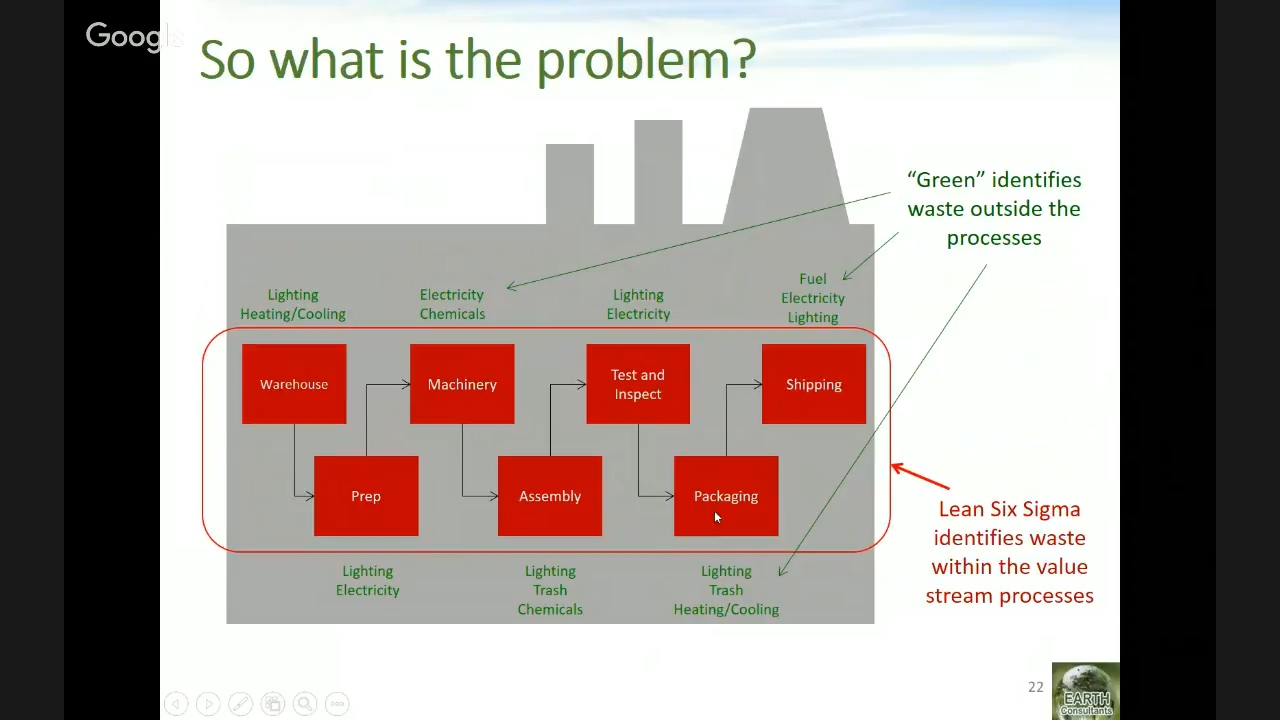 Google
So what is the problem?
“Green” identifies
waste outside the
processes
Lighting
Heating/Cooling
Electricity
Chemicals
Lighting
Electricity
Fuel
Electricity
Lighting
Warehouse
Machinery
Test and
Inspect
Shipping
Prep
Assembly
Packaging
Lean Six Sigma
identifies waste
within the value
stream processes
Lighting
Electricity
Lighting
Trash
Chemicals
Lighting
Trash
Heating/Cooling
22
EARTH
Consultants